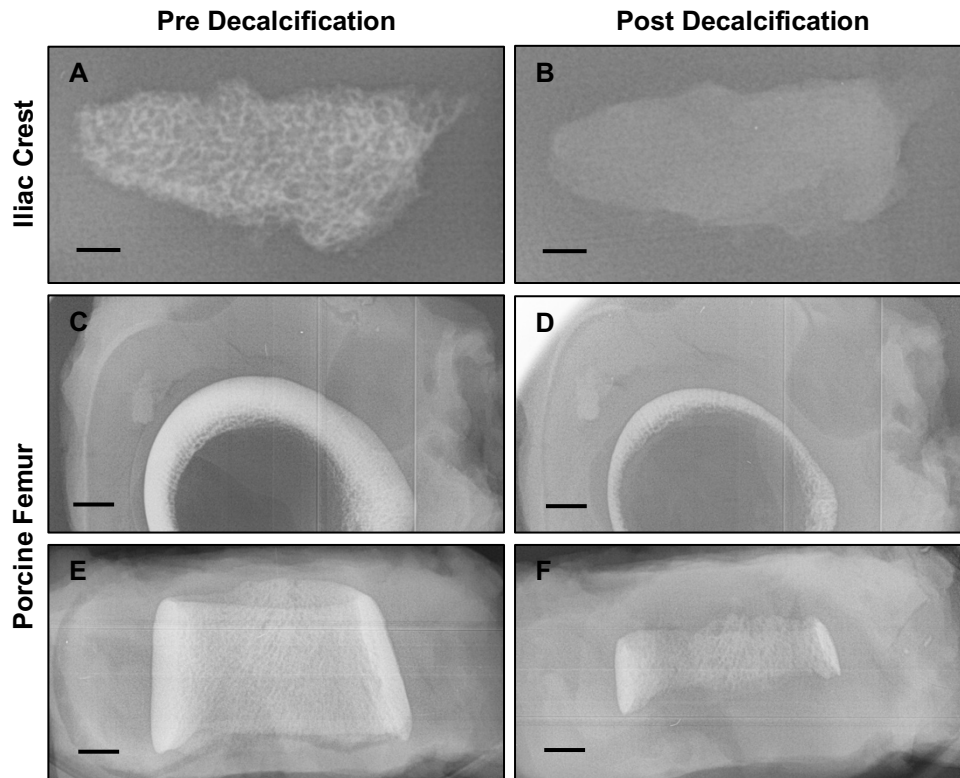 Pre Decalcification
Post Decalcification
Iliac Crest
A
B
Porcine Femur
C
D
E
F